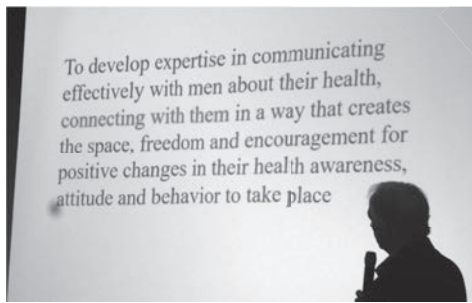 To develop expertise in communicating
effectively with men about their health,
connecting with them in a way that creates
the space, freedom and encouragement for
positive changes in their health awareness,
attitude and behavior to take place